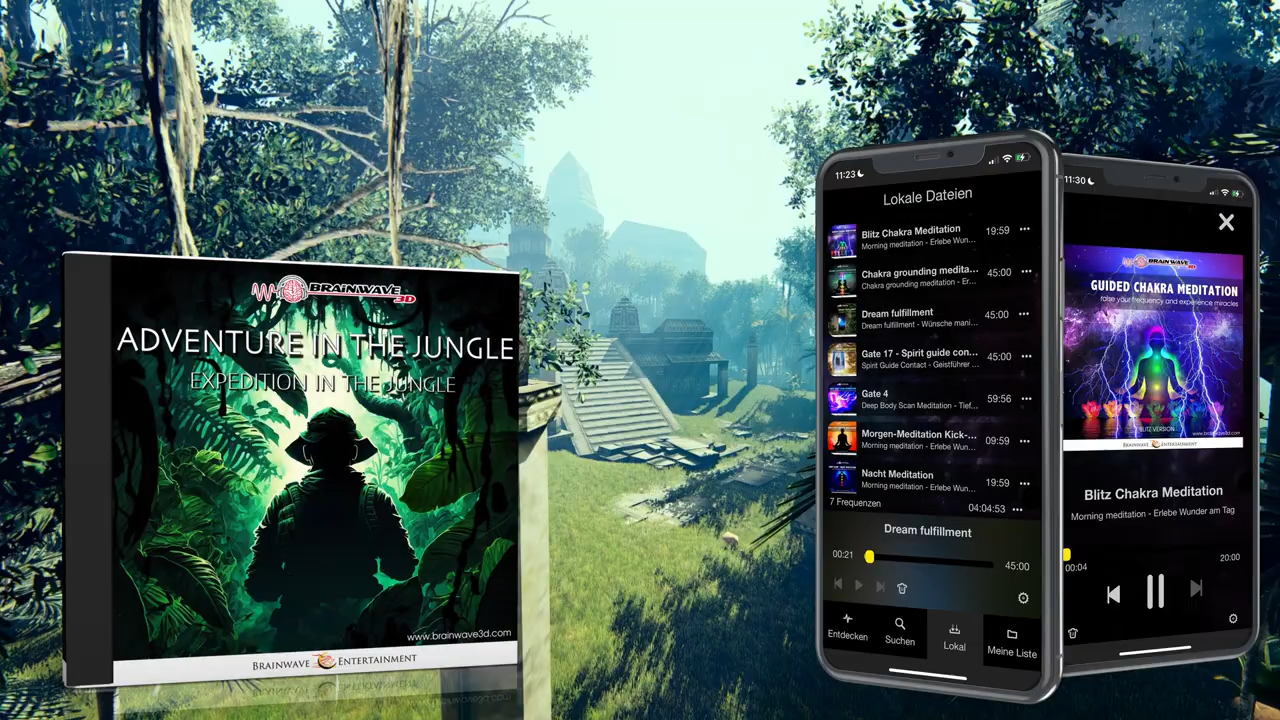 BRAINWAVE
3D
ADVENTURE IN THE JUNGLE
EXPEDITION IN THE JUNGLE
www.brainwave3d.com
BRAINWAVE ENTERTAINMENT
11:23
Lokale Dateien
Blitz Chakra Meditation
Morning meditation - Erlebe Wun...
19:59
Chakra grounding medita...
Chakra grounding meditation - Er...
45:00
Dream fulfillment
Dream fulfillment - Wünsche mani...
45:00
Gate 17 - Spirit guide con...
Spirit Guide Contact - Geistführer ...
45:00
Gate 4
Deep Body Scan Meditation - Tief...
59:56
Morgen-Meditation Kick-...
Morning meditation - Erlebe Wun...
09:59
Nacht Meditation
Morning meditation - Erlebe Wun...
19:59
7 Frequenzen
04:04:53
Dream fulfillment
00:21
45:00
Entdecken
Suchen
Lokal
Meine Liste
11:30
BRAINWAVE
3D
GUIDED CHAKRA MEDITATION
raise your frequency and experience miracles
BLITZ VERSION
www.brainwave3d.com
BRAINWAVE ENTERTAINMENT
Blitz Chakra Meditation
Morning meditation - Erlebe Wunder am Tag
00:04
20:00